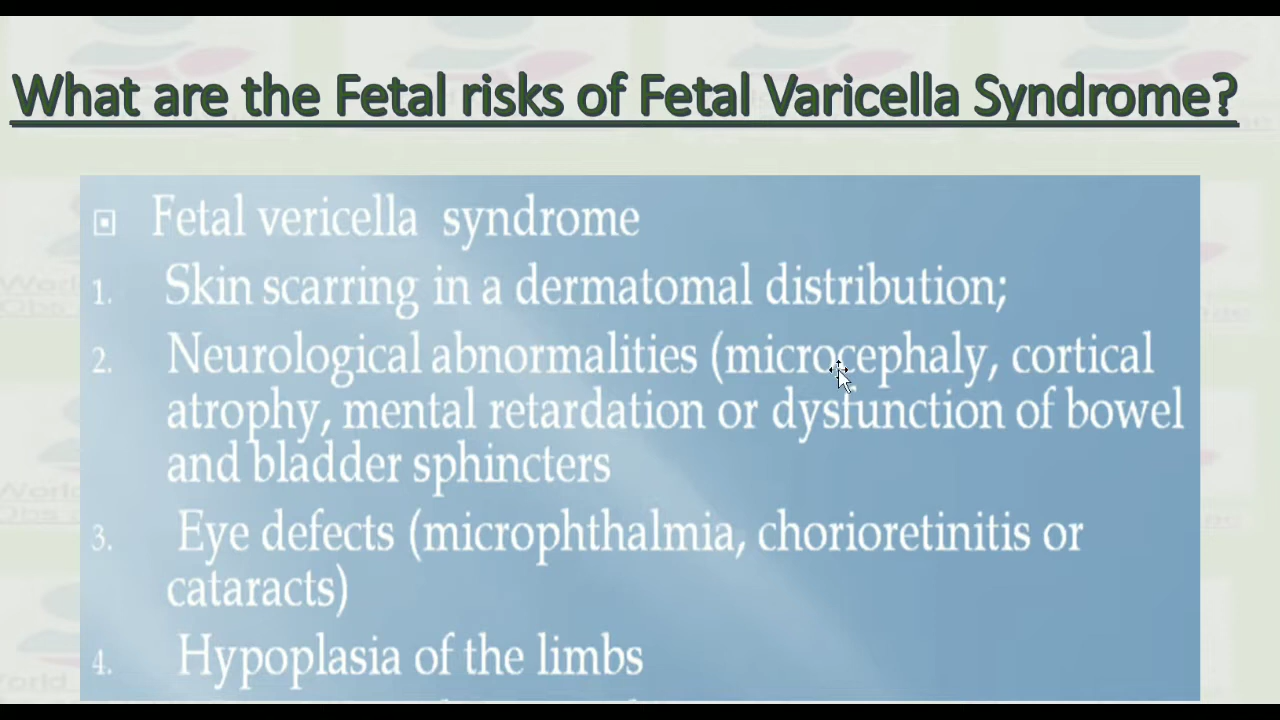 What are the Fetal risks of Fetal Varicella Syndrome?
Fetal vericella syndrome
1. Skin scarring in a dermatomal distribution;
2. Neurological abnormalities (microcephaly, cortical
atrophy, mental retardation or dysfunction of bowel
and bladder sphincters
3. Eye defects (microphthalmia, chorioretinitis or
cataracts)
4. Hypoplasia of the limbs